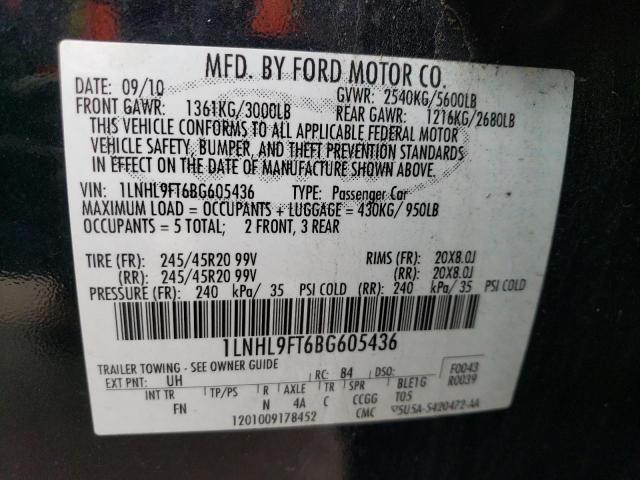 MFD. BY FORD MOTOR CO.
DATE: 09/10 GVWR: 2540KG/5600LB
FRONT GAWR: 1361KG/3000LB REAR GAWR: 1216KG/2680LB
THIS VEHICLE CONFORMS TO ALL APPLICABLE FEDERAL MOTOR
VEHICLE SAFETY, BUMPER, AND THEFT PREVENTION STANDARDS
IN EFFECT ON THE DATE OF MANUFACTURE SHOWN ABOVE.
VIN: 1LNHL9FT6BG605436 TYPE: Passenger Car
MAXIMUM LOAD = OCCUPANTS + LUGGAGE = 430KG/950LB
OCCUPANTS = 5 TOTAL; 2 FRONT, 3 REAR
TIRE (FR): 245/45R20 99V RIMS (FR): 20X8.0J
(RR): 245/45R20 99V (RR): 20X8.0J
PRESSURE (FR): 240 kPa/ 35 PSI COLD (RR): 240 kPa/ 35 PSI COLD
1LNHL9FT6BG605436
TRAILER TOWING - SEE OWNER GUIDE F0043
EXT PNT: UH RC: 84 DSO: R0039
INT TR TP/PS R AXLE TR SPR BLE1G
FN N 4A C CCGG T05
1201009178452 CMC 5U5A-5420472-AA